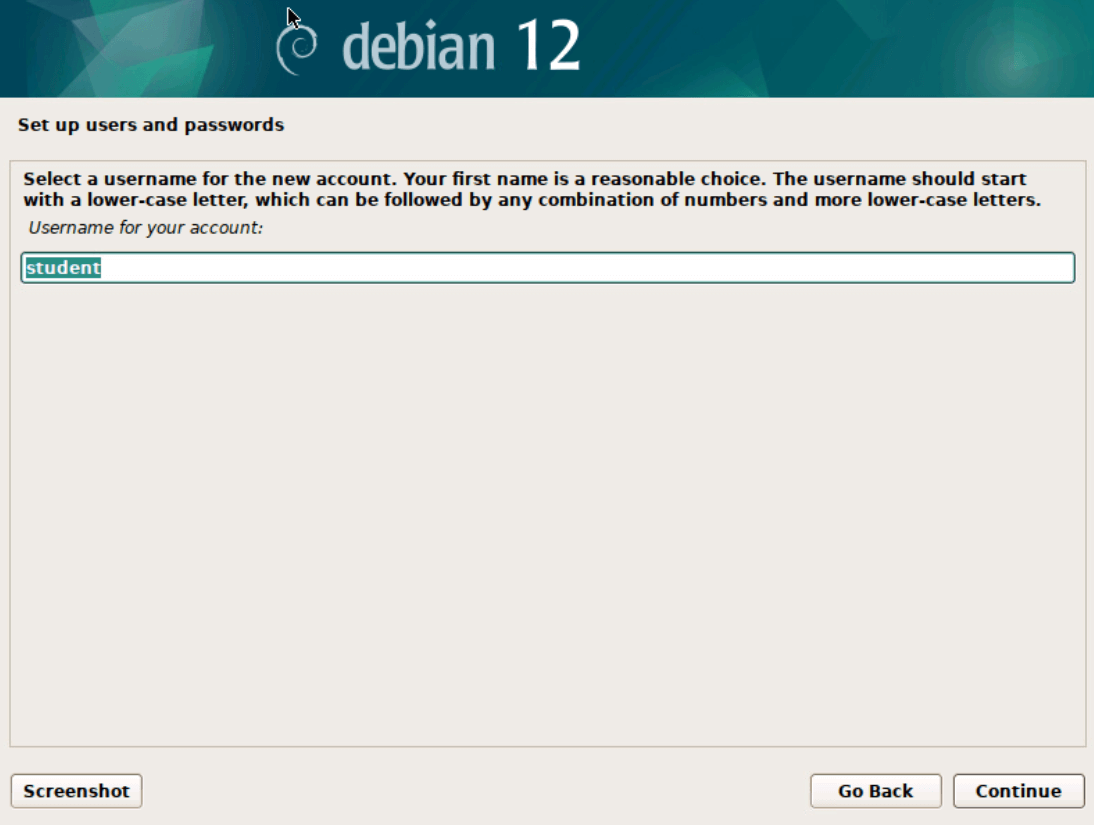 debian 12
Set up users and passwords
Select a username for the new account. Your first name is a reasonable choice. The username should start
with a lower-case letter, which can be followed by any combination of numbers and more lower-case letters.
Username for your account:
student
Screenshot
Go Back
Continue